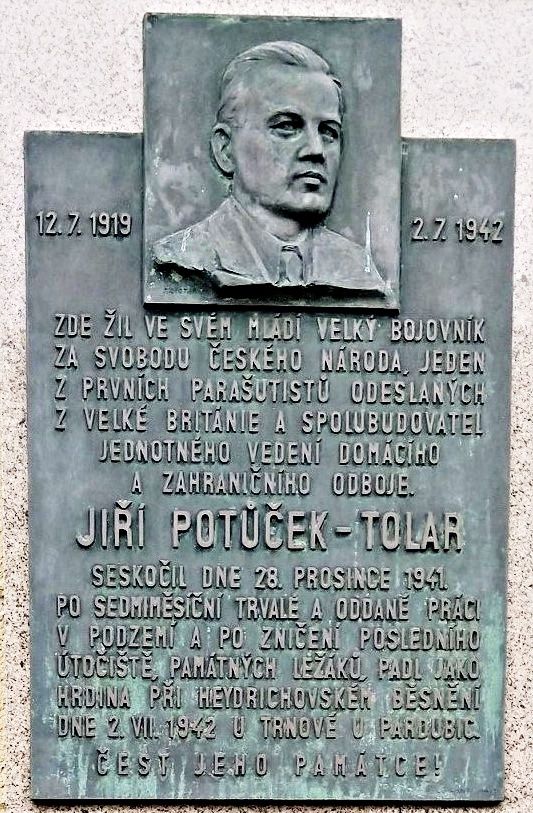 12. 7. 1919
2. 7. 1942
ZDE ŽIL VE SVÉM MLÁDÍ VELKÝ BOJOVNÍK
ZA SVOBODU ČESKÉHO NÁRODA, JEDEN
Z PRVNÍCH PARAŠUTISTŮ ODESLANÝCH
Z VELKÉ BRITÁNIE A SPOLUBUDOVATEL
JEDNOTNÉHO VEDENÍ DOMÁCÍHO
A ZAHRANIČNÍHO ODBOJE.
JIŘÍ POTŮČEK-TOLAR
SESKOČIL DNE 28. PROSINCE 1941.
PO SEDMIMĚSÍČNÍ TRVALÉ A ODDANÉ PRÁCI
V PODZEMÍ A PO ZNIČENÍ POSLEDNÍHO
ÚTOČIŠTĚ, PAMÁTNÝCH LEŽÁKŮ, PADL JAKO
HRDINA PŘI HEYDRICHOVSKÉM BĚSNĚNÍ
DNE 2. VII. 1942 U TRNOVÉ U PARDUBIC.
ČEST JEHO PAMÁTCE!